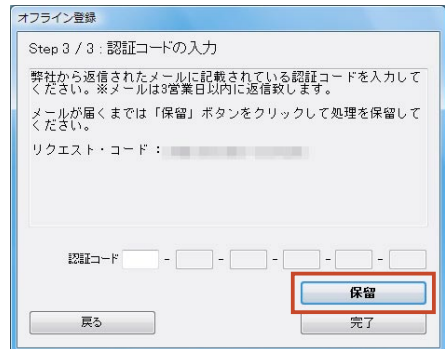 オフライン登録
Step 3 / 3 : 認証コードの入力
弊社から返信されたメールに記載されている認証コードを入力して
ください。※メールは3営業日以内に返信致します。
メールが届くまでは「保留」ボタンをクリックして処理を保留して
ください。
リクエスト・コード :
認証コード - - - - -
保留
戻る 完了